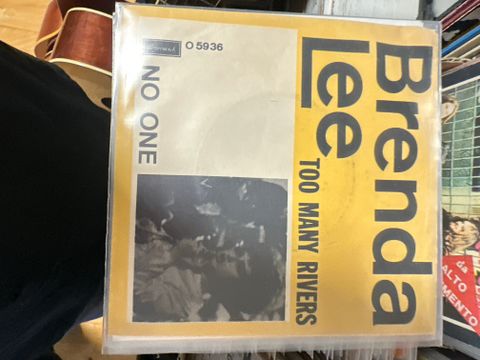 Brenda
Lee
TOO MANY RIVERS
NO ONE
O 5936
da
ALTO
MENTO